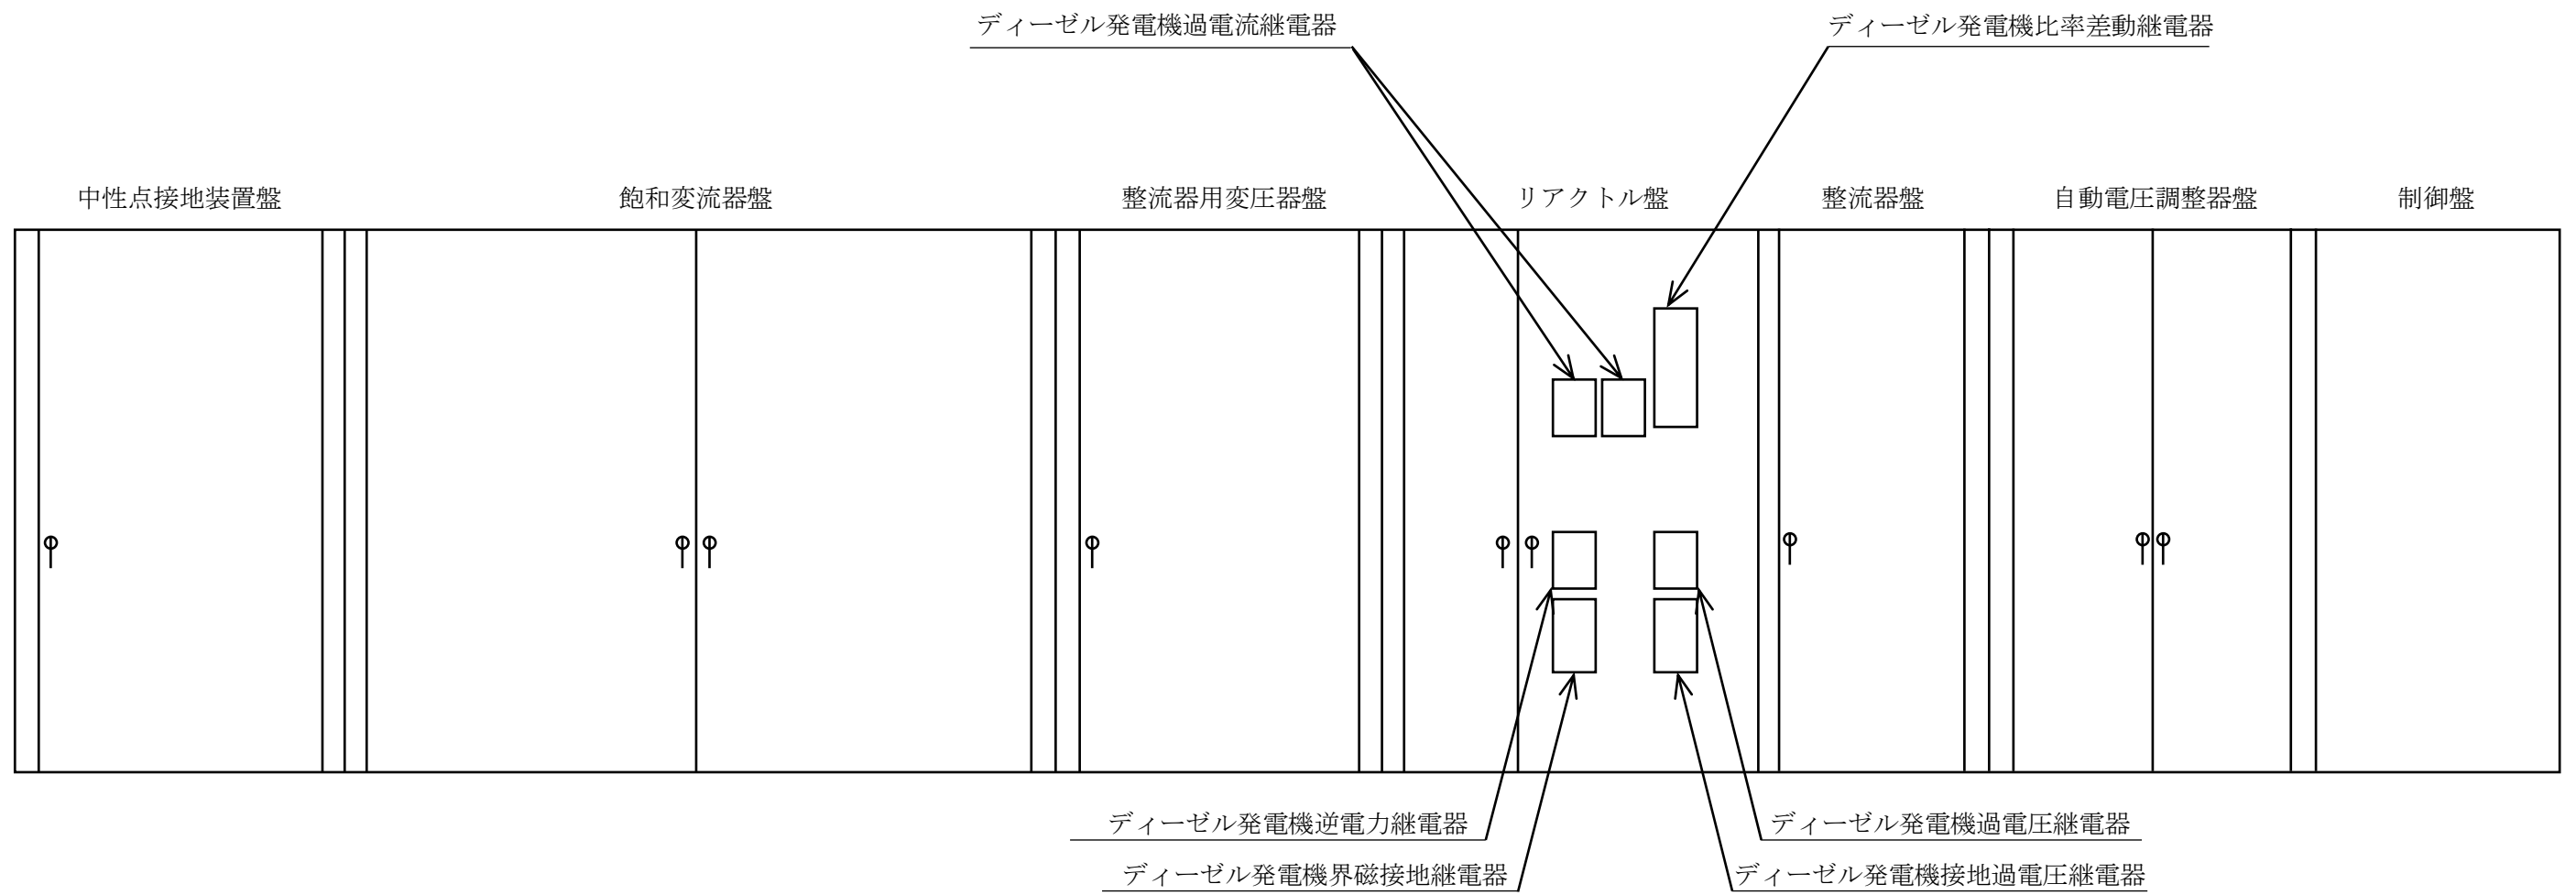 ディーゼル発電機過電流継電器
ディーゼル発電機比率差動継電器
中性点接地装置盤
飽和変流器盤
整流器用変圧器盤
リアクトル盤
整流器盤
自動電圧調整器盤
制御盤
ディーゼル発電機逆電力継電器
ディーゼル発電機過電圧継電器
ディーゼル発電機界磁接地継電器
ディーゼル発電機接地過電圧継電器